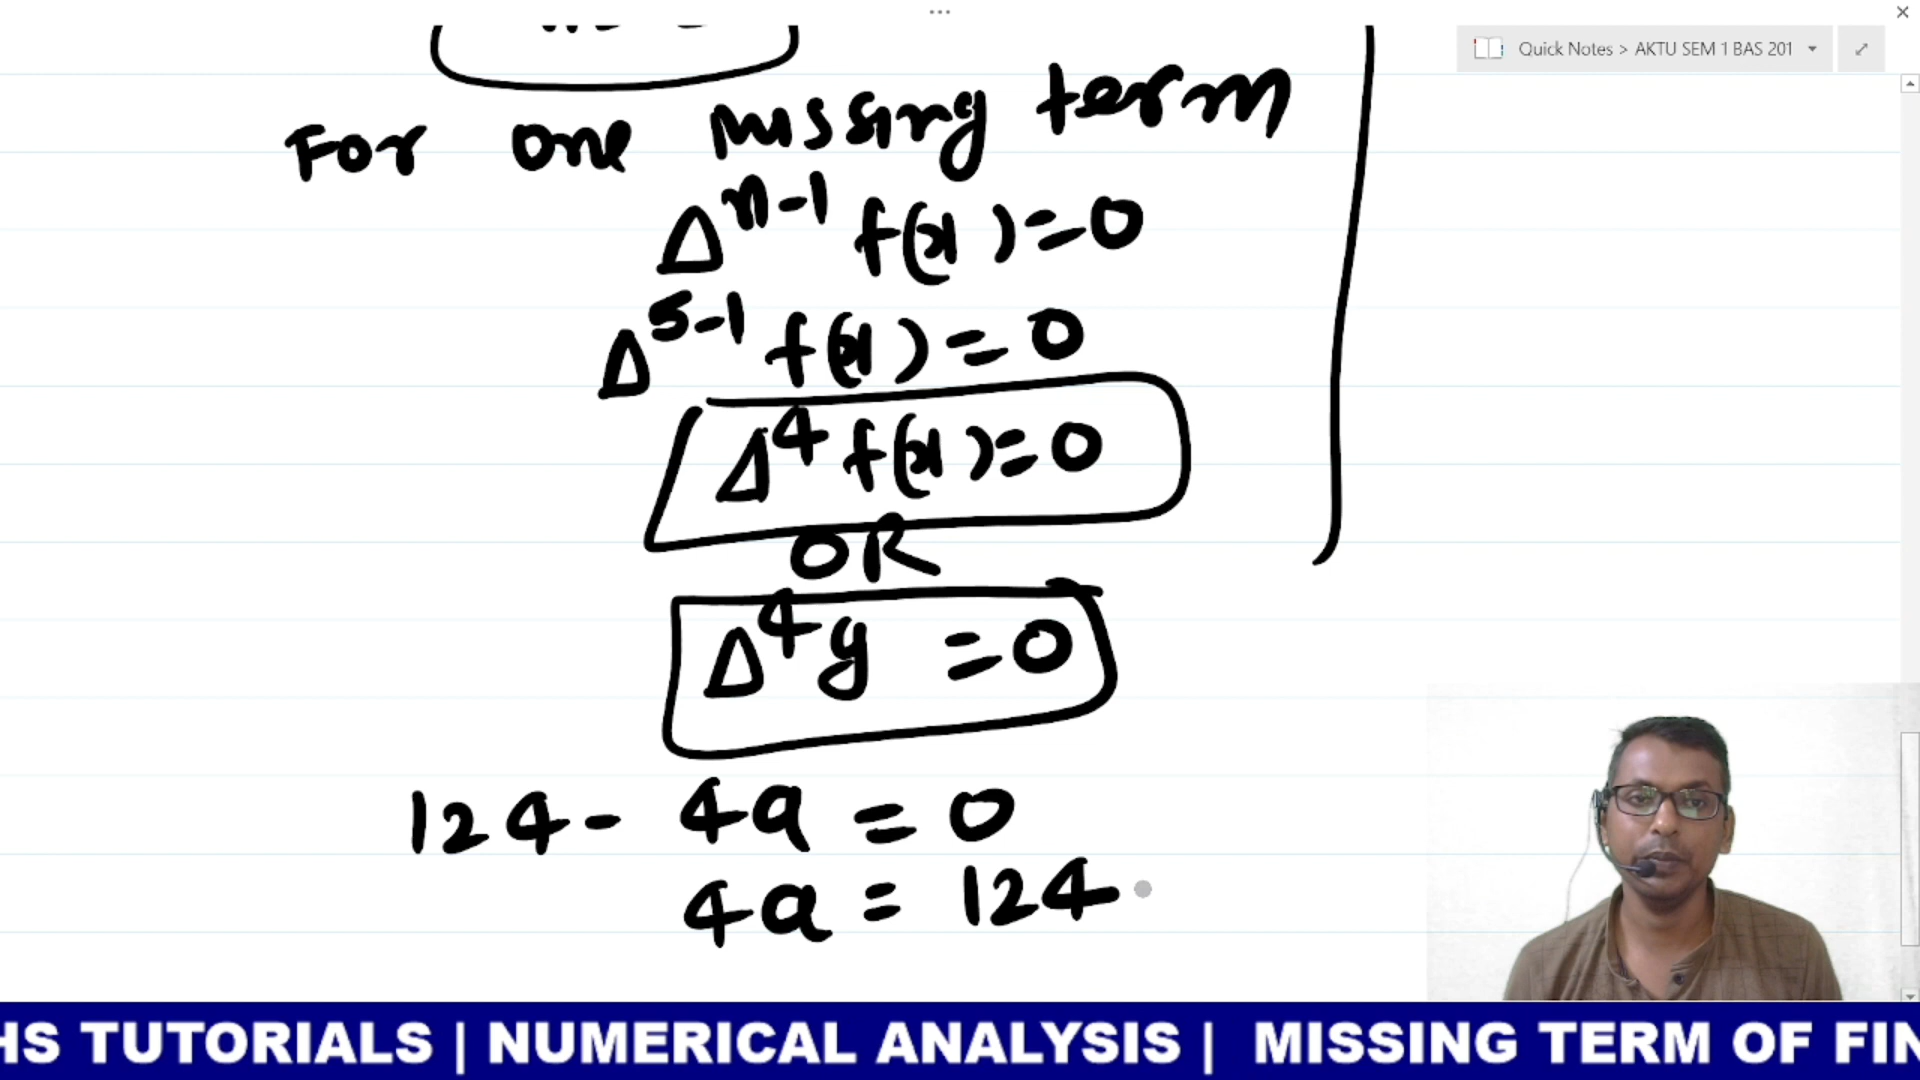 Quick Notes > AKTU SEM 1 BAS 201
For one missing term
Δ^{n-1} f(x) = 0
Δ^{5-1} f(x) = 0
Δ^4 f(x) = 0
OR
Δ^4 y = 0
124 - 4a = 0
4a = 124
HS TUTORIALS | NUMERICAL ANALYSIS | MISSING TERM OF FIN